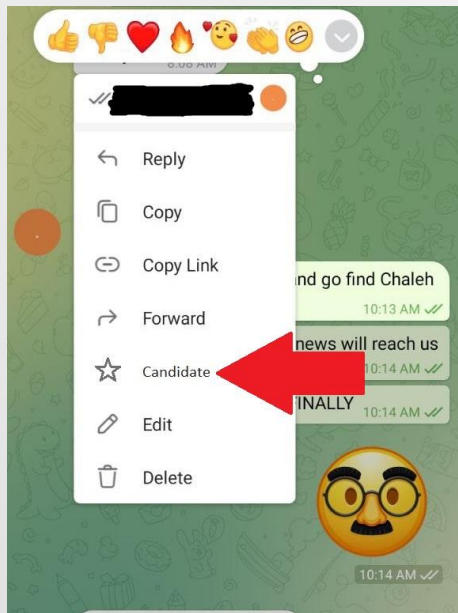 8:08 AM
Reply
Copy
Copy Link
nd go find Chaleh
Forward
10:13 AM
news will reach us
Candidate
10:14 AM
INALLY
10:14 AM
Edit
Delete
10:14 AM